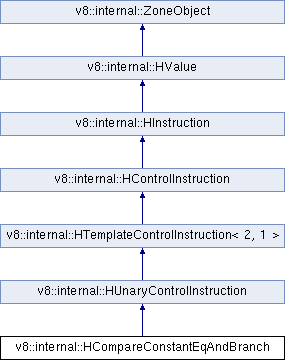 v8::internal::ZoneObject
v8::internal::HValue
v8::internal::HInstruction
v8::internal::HControlInstruction
v8::internal::HTemplateControlInstruction< 2, 1 >
v8::internal::HUnaryControlInstruction
v8::internal::HCompareConstantEqAndBranch